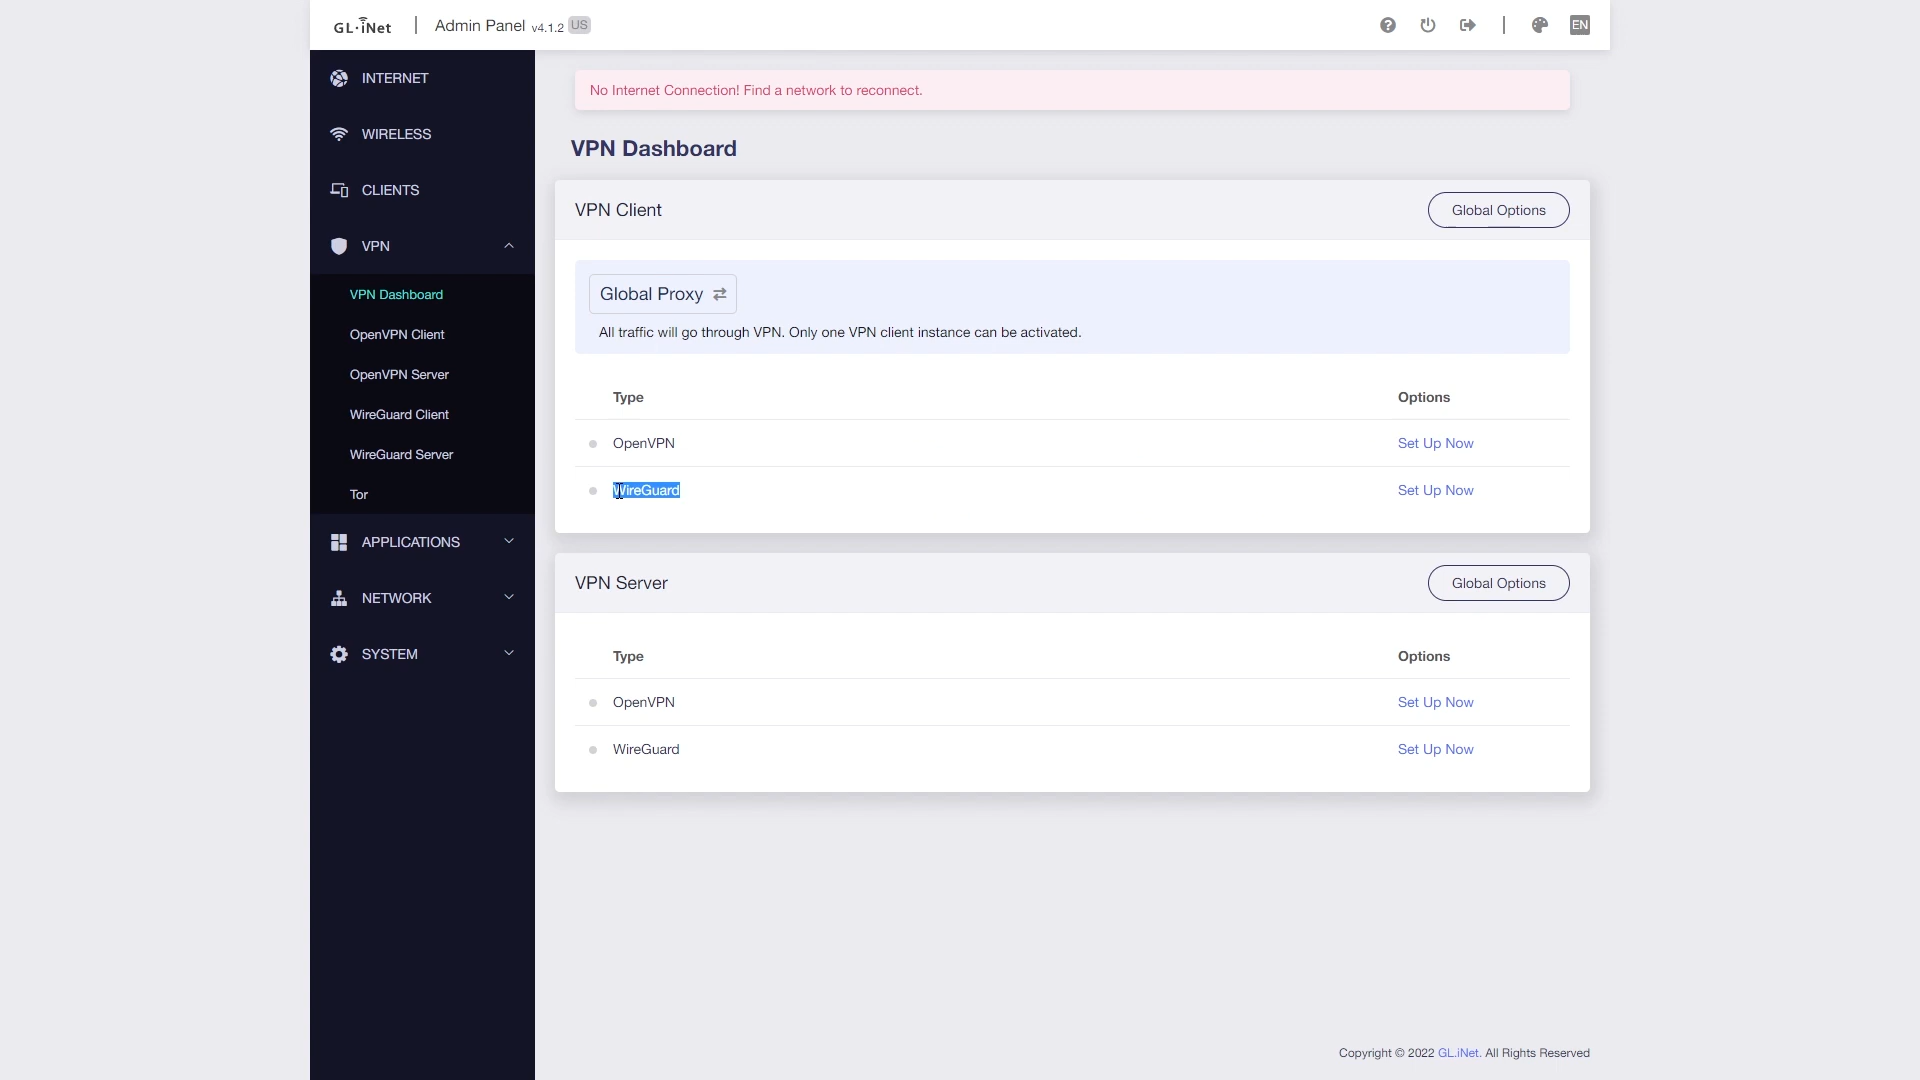 GL·iNet | Admin Panel v4.1.2 US
EN
INTERNET
WIRELESS
CLIENTS
VPN
VPN Dashboard
OpenVPN Client
OpenVPN Server
WireGuard Client
WireGuard Server
Tor
APPLICATIONS
NETWORK
SYSTEM
No Internet Connection! Find a network to reconnect.
VPN Dashboard
VPN Client
Global Options
Global Proxy
All traffic will go through VPN. Only one VPN client instance can be activated.
Type Options
OpenVPN Set Up Now
WireGuard Set Up Now
VPN Server
Global Options
Type Options
OpenVPN Set Up Now
WireGuard Set Up Now
Copyright © 2022 GL.iNet. All Rights Reserved